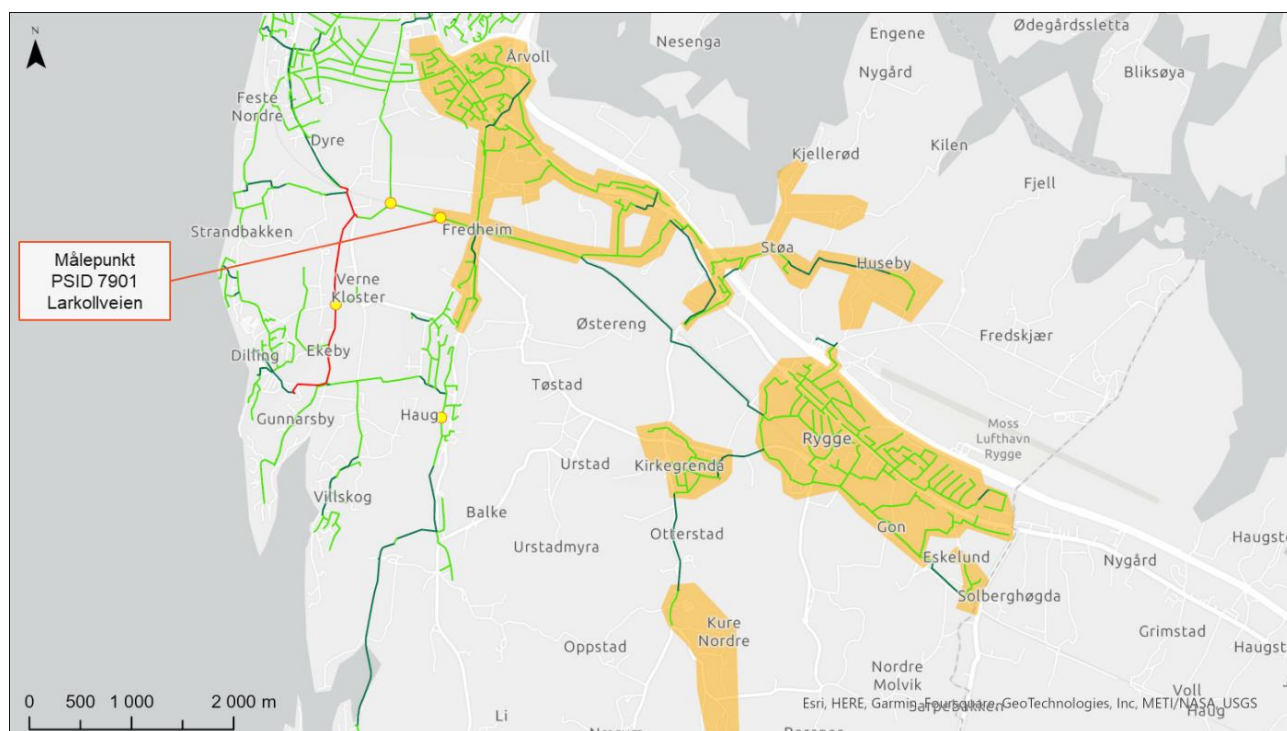 N
Nesenga
Engene
Ødegårdssletta
Årvoll
Nygård
Bliksøya
Feste
Nordre
Dyre
Kjellerød
Kilen
Fjell
Strandbakken
Fredheim
Støa
Huseby
Målepunkt
PSID 7901
Larkollveien
Verne
Kloster
Østereng
Fredskjær
Dilling
Ekeby
Tøstad
Gunnarsby
Haug
Rygge
Moss
Lufthavn
Rygge
Urstad
Kirkegrenda
Villskog
Balke
Gon
Otterstad
Urstadmyra
Eskelund
Nygård
Haugste
Solberghøgda
Kure
Nordre
Grimstad
Oppstad
Haugst
Nordre
Molvik
Voll
Haug
Sarpebakken
Li
0 500 1 000 2 000 m
Esri, HERE, Garmin, Foursquare, GeoTechnologies, Inc, METI/NASA, USGS